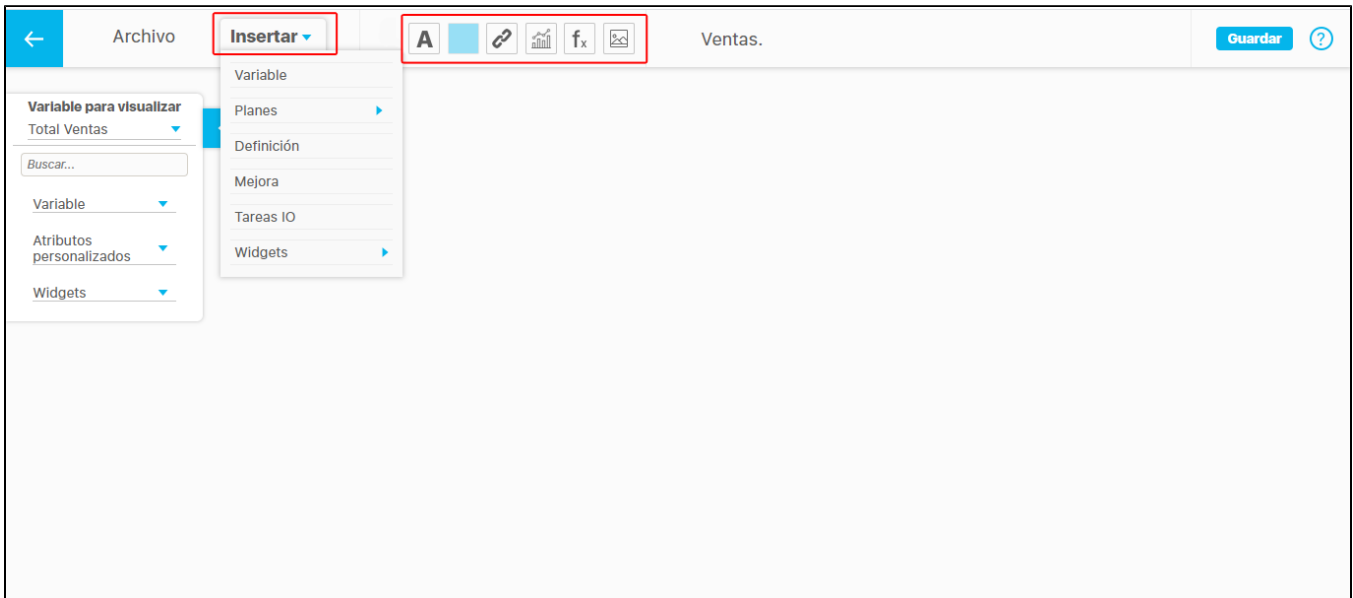 Archivo
Insertar
A
fx
Ventas.
Guardar
?
Variable
Planes
Definición
Mejora
Tareas IO
Widgets
Variable para visualizar
Total Ventas
Buscar...
Variable
Atributos
personalizados
Widgets